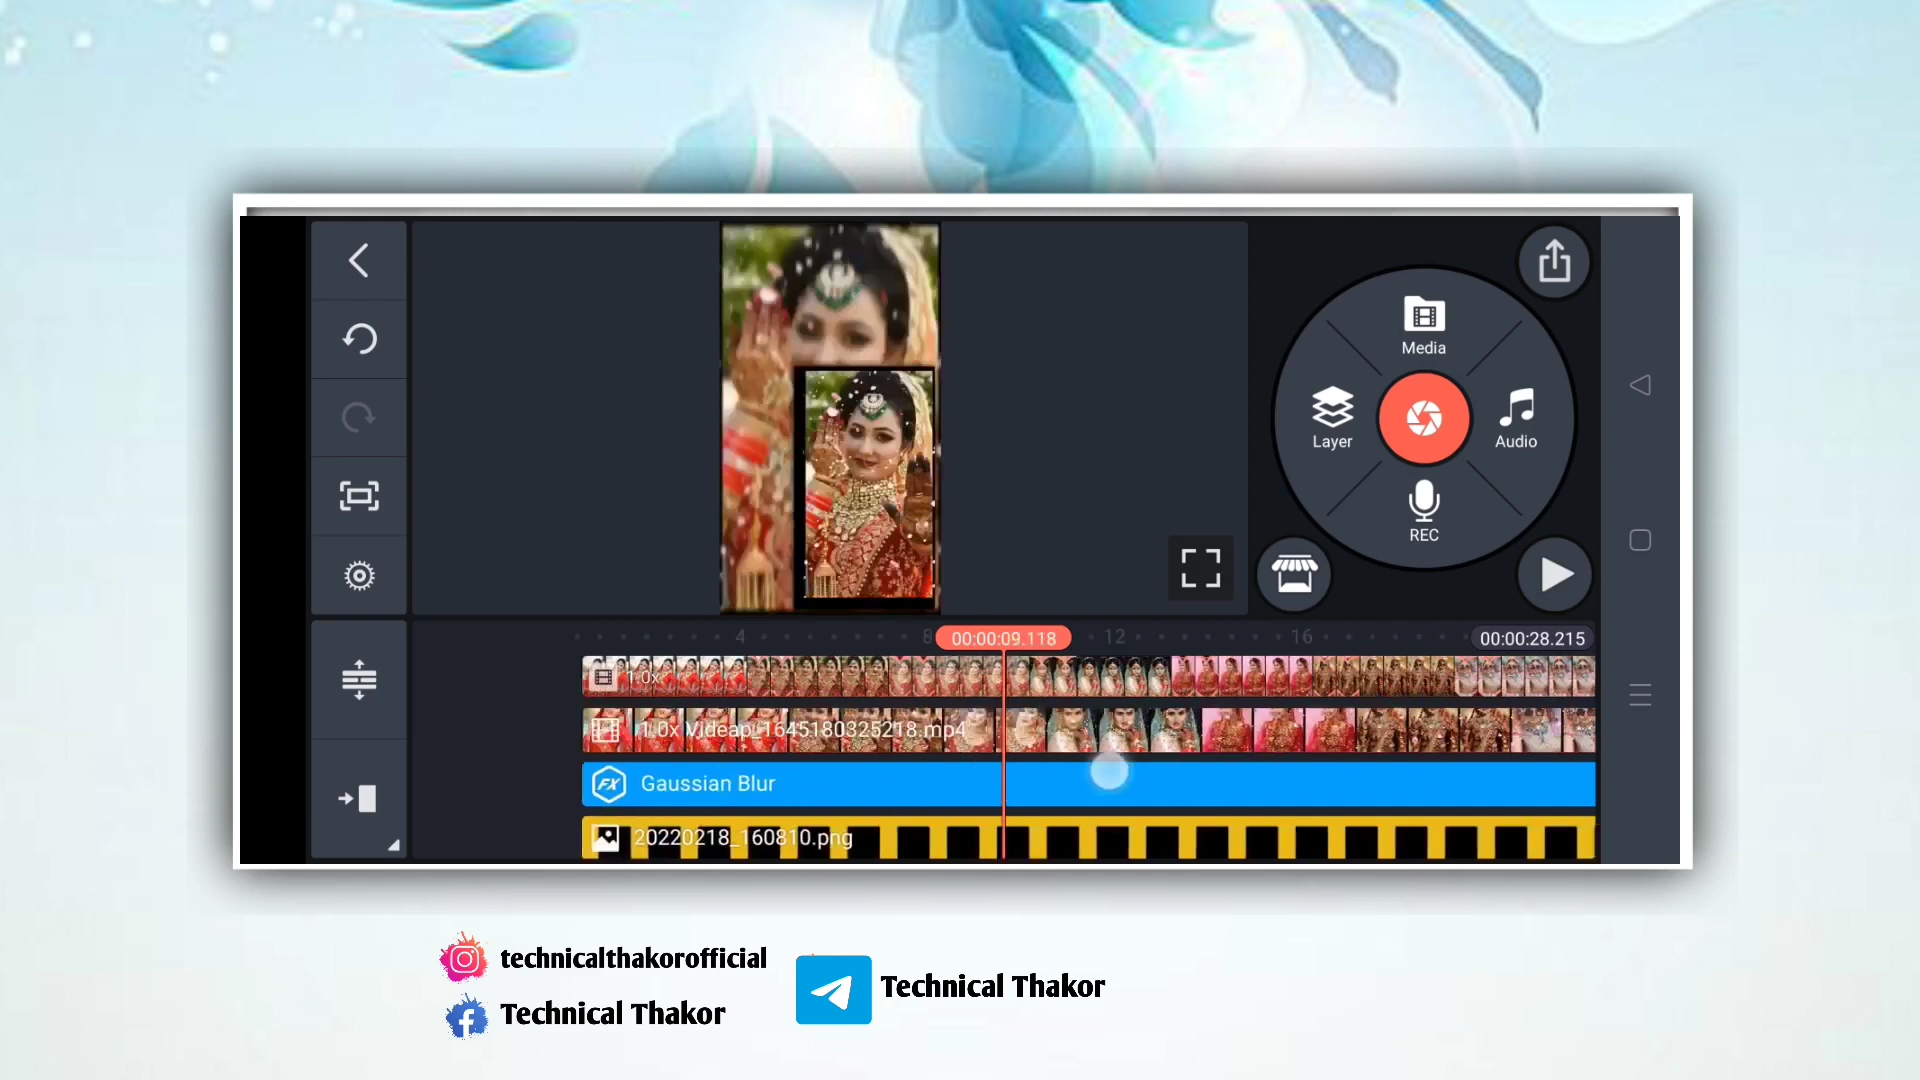 Media
Layer
Audio
REC
4
8
00:00:09.118
12
16
00:00:28.215
1.0x
1.0x Videap_1645180325218.mp4
FX Gaussian Blur
20220218_160810.png
technicalthakorofficial
Technical Thakor
Technical Thakor